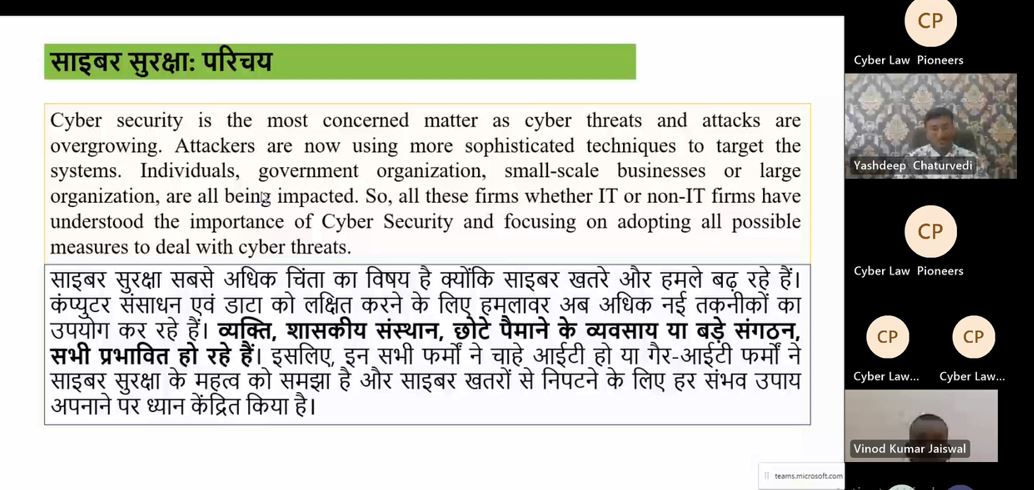 साइबर सुरक्षा: परिचय
Cyber security is the most concerned matter as cyber threats and attacks are
overgrowing. Attackers are now using more sophisticated techniques to target the
systems. Individuals, government organization, small-scale businesses or large
organization, are all being impacted. So, all these firms whether IT or non-IT firms have
understood the importance of Cyber Security and focusing on adopting all possible
measures to deal with cyber threats.
साइबर सुरक्षा सबसे अधिक चिंता का विषय है क्योंकि साइबर खतरे और हमले बढ़ रहे हैं।
कंप्युटर संसाधन एवं डाटा को लक्षित करने के लिए हमलावर अब अधिक नई तकनीकों का
उपयोग कर रहे हैं। व्यक्ति, शासकीय संस्थान, छोटे पैमाने के व्यवसाय या बड़े संगठन,
सभी प्रभावित हो रहे हैं। इसलिए, इन सभी फर्मों ने चाहे आईटी हो या गैर-आईटी फर्मों ने
साइबर सुरक्षा के महत्व को समझा है और साइबर खतरों से निपटने के लिए हर संभव उपाय
अपनाने पर ध्यान केंद्रित किया है।
CP
Cyber Law Pioneers
Yashdeep Chaturvedi
CP
Cyber Law Pioneers
CP CP
Cyber Law... Cyber Law...
Vinod Kumar Jaiswal
teams.microsoft.com